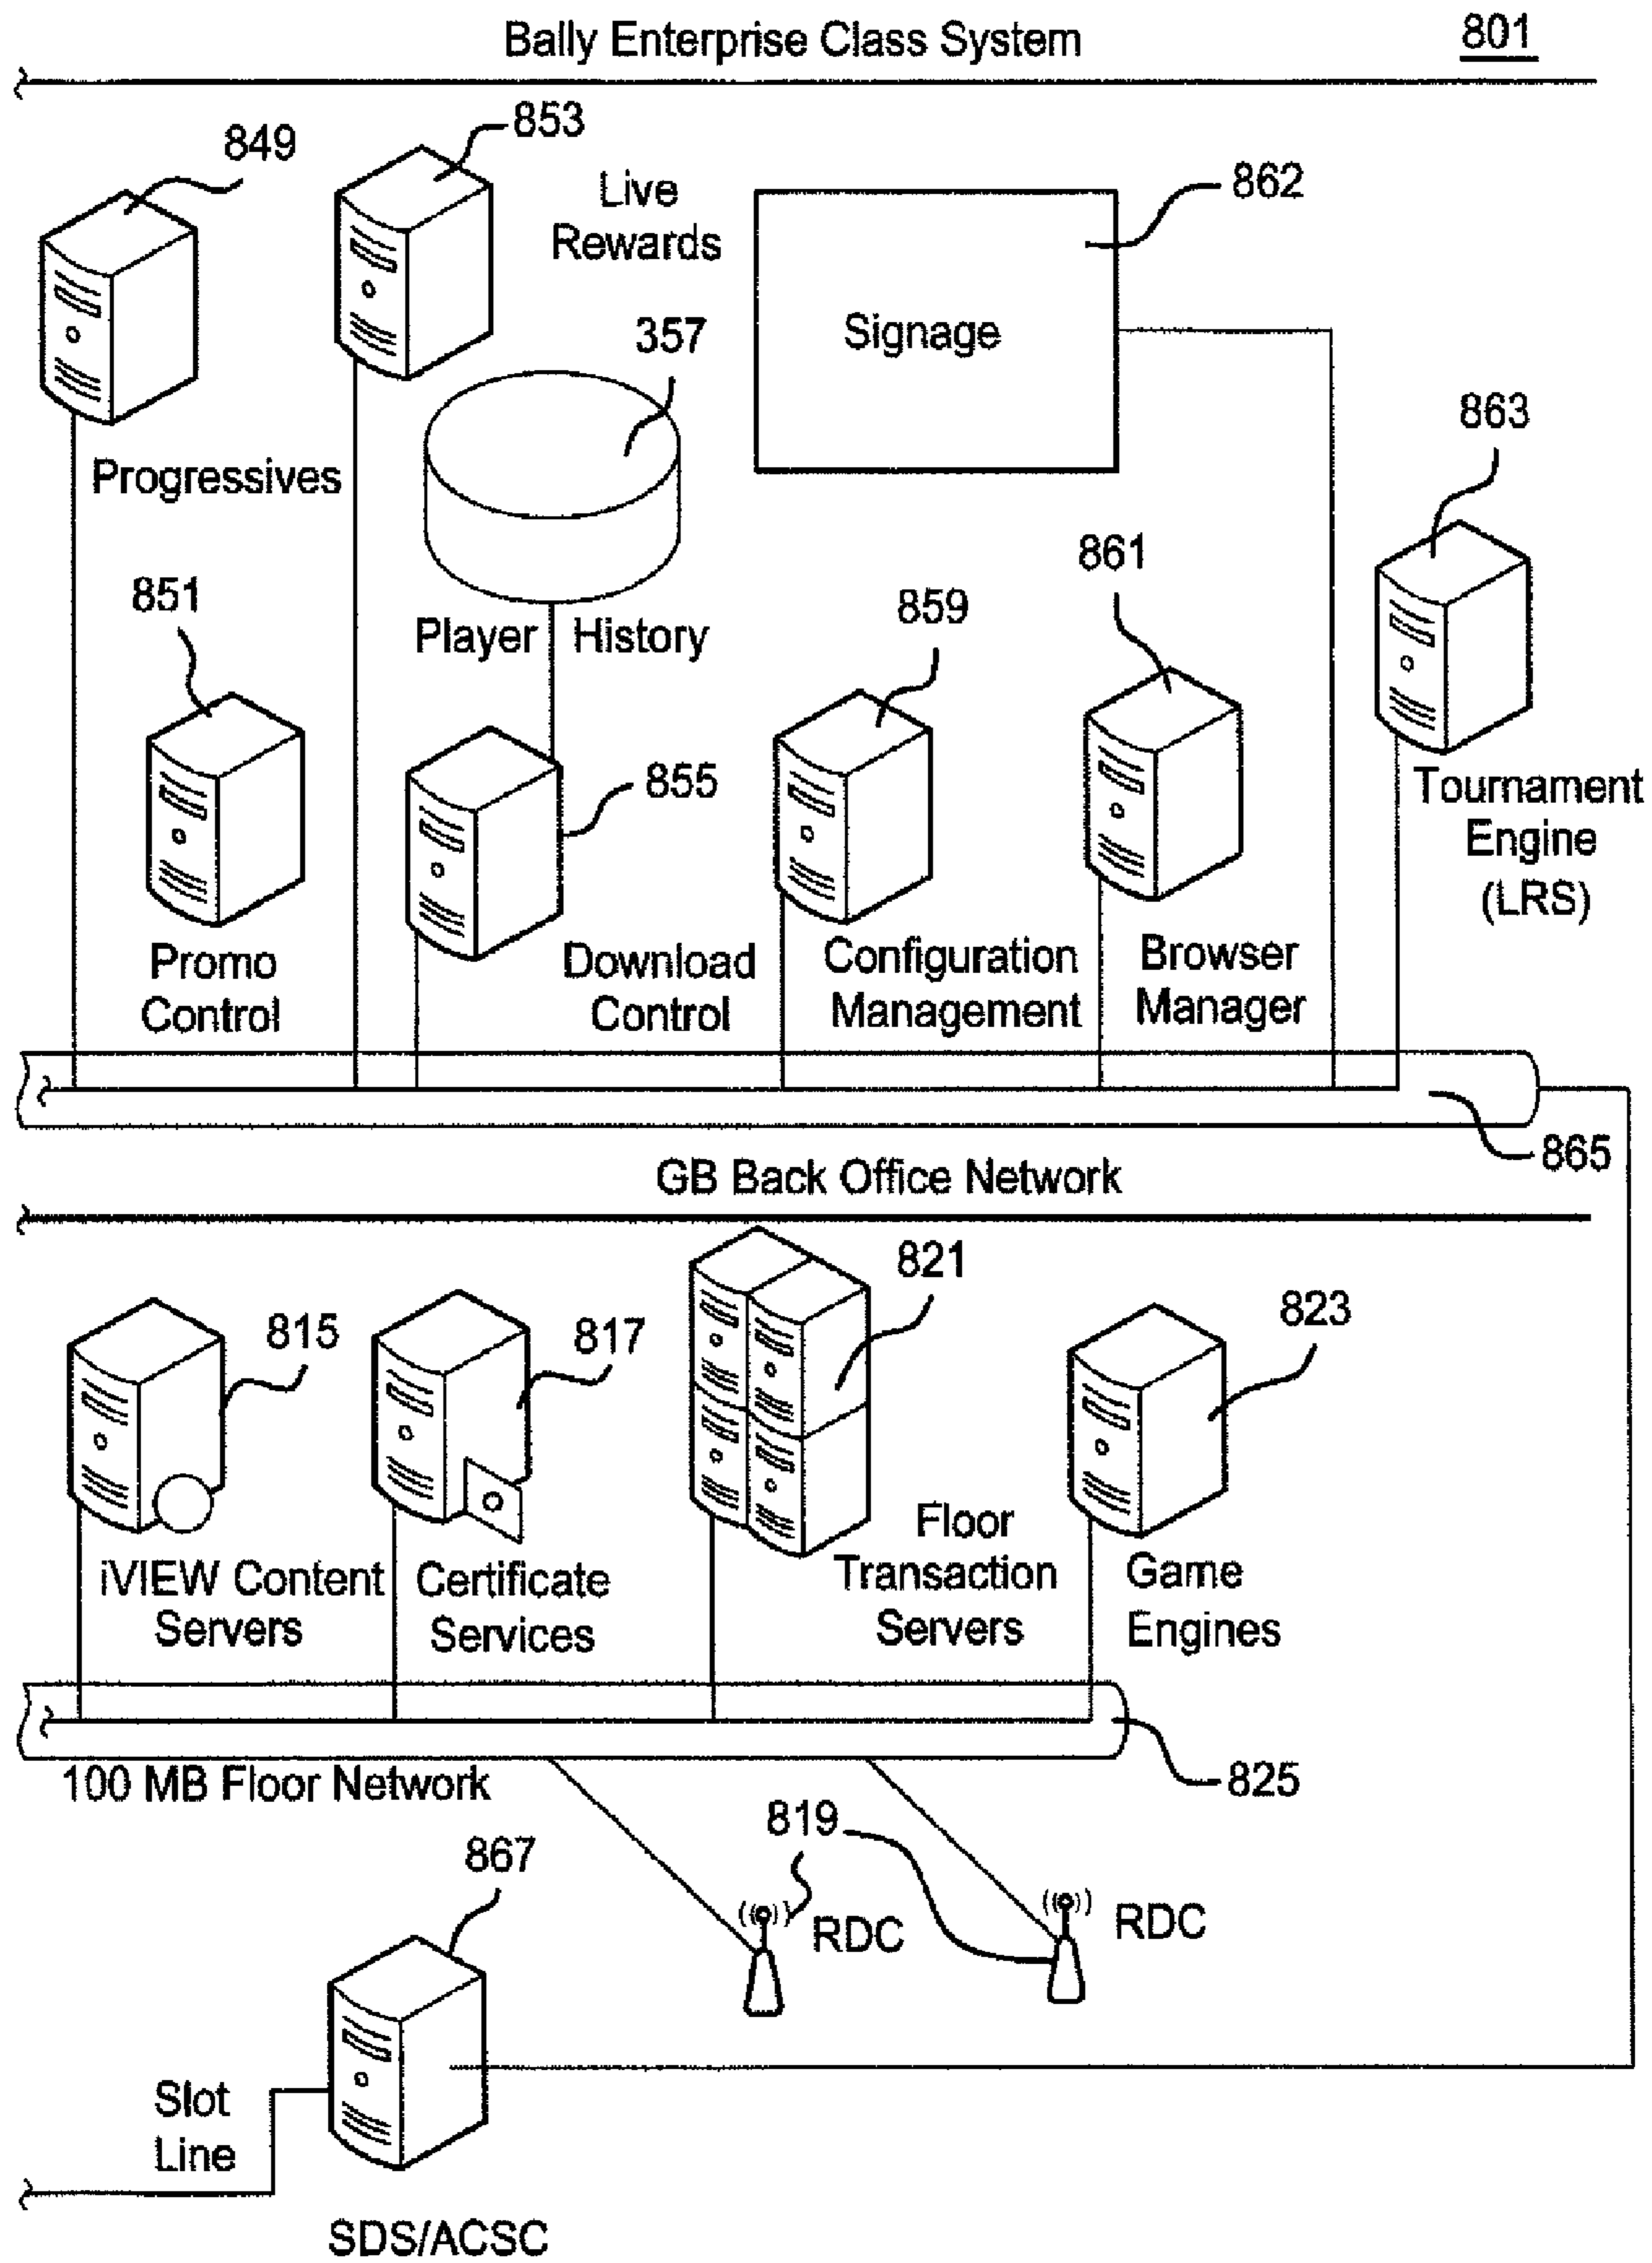 Bally Enterprise Class System
801
849
853
Live
Rewards
862
Signage
357
Progressives
863
851
Player History
859
861
855
Tournament
Engine
(LRS)
Promo
Control
Download
Control
Configuration
Management
Browser
Manager
865
GB Back Office Network
815
817
821
823
iVIEW Content
Servers
Certificate
Services
Floor
Transaction
Servers
Game
Engines
825
100 MB Floor Network
819
867
RDC
RDC
Slot
Line
SDS/ACSC